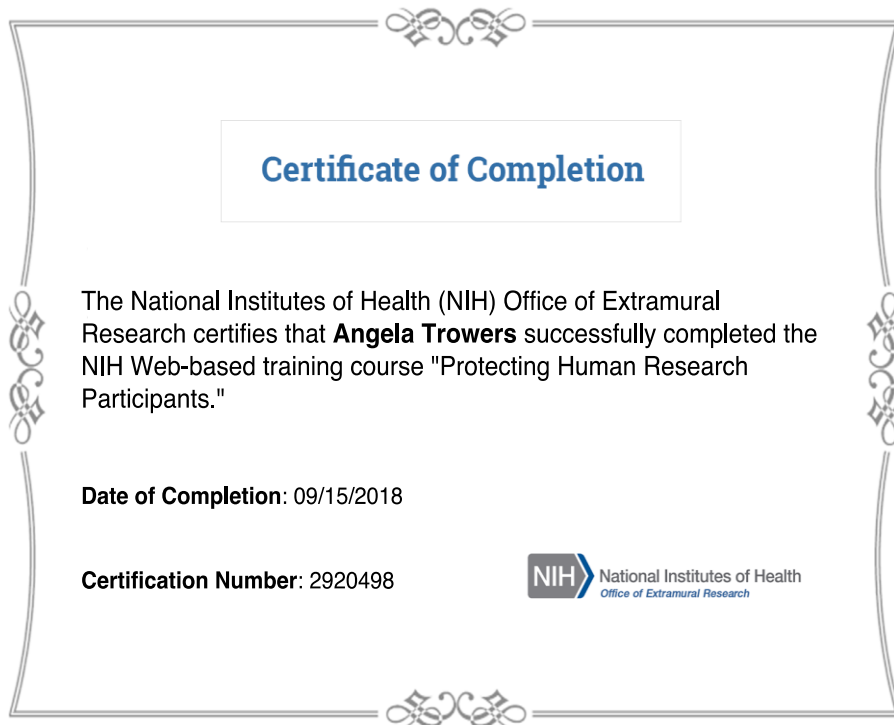 Certificate of Completion
The National Institutes of Health (NIH) Office of Extramural
Research certifies that Angela Trowers successfully completed the
NIH Web-based training course "Protecting Human Research
Participants."
Date of Completion: 09/15/2018
Certification Number: 2920498
NIH National Institutes of Health
Office of Extramural Research